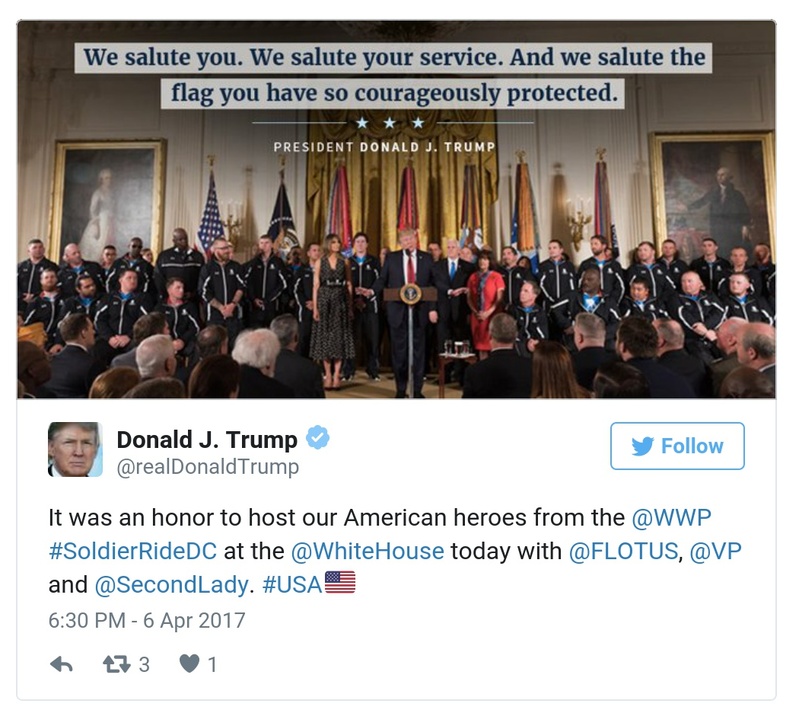 We salute you. We salute your service. And we salute the
flag you have so courageously protected.
PRESIDENT DONALD J. TRUMP
Donald J. Trump
@realDonaldTrump
Follow
It was an honor to host our American heroes from the @WWP
#SoldierRideDC at the @WhiteHouse today with @FLOTUS, @VP
and @SecondLady. #USA🇺🇸
6:30 PM - 6 Apr 2017
3
1